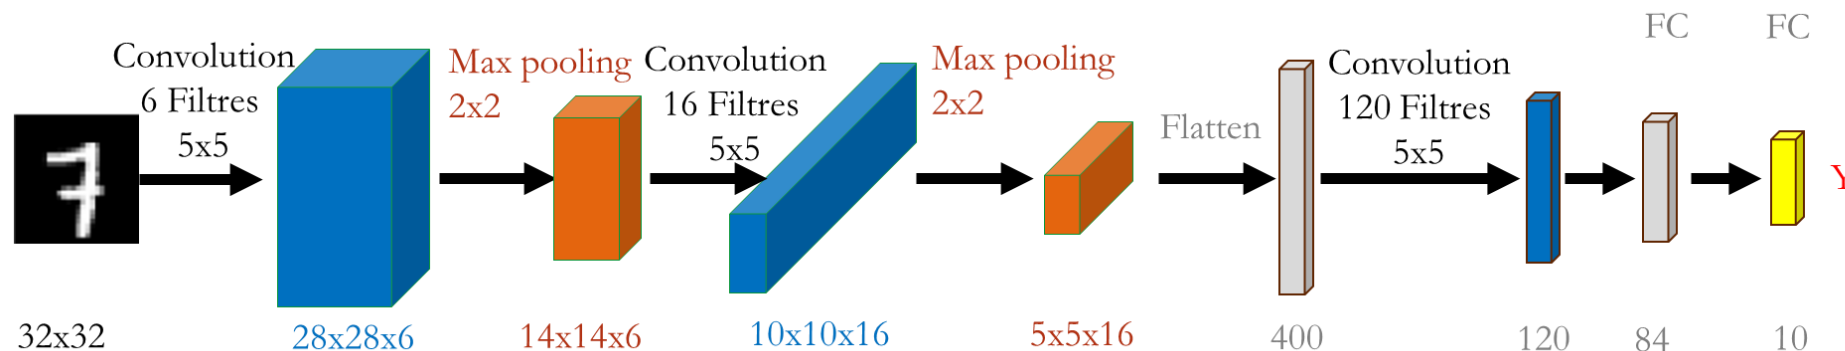 Convolution
6 Filtres
5x5
Max pooling
2x2
Convolution
16 Filtres
5x5
Max pooling
2x2
Flatten
Convolution
120 Filtres
5x5
FC
FC
Y
32x32
28x28x6
14x14x6
10x10x16
5x5x16
400
120
84
10